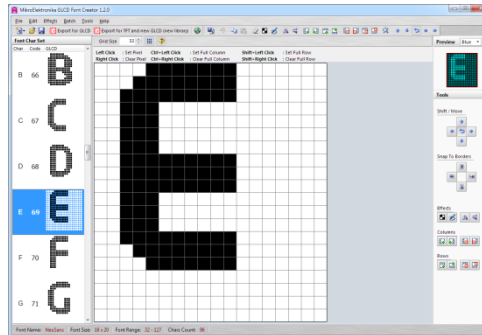 MikroElektronika GLCD Font Creator 1.2.0
File Edit Effects Batch Tools Help
Export for GLCD Export for TFT and new GLCD (new library)
Font Char Set
Char Code GLCD
Grid Size
Left Click : Set Pixel Ctrl+Left Click : Set Full Column Shift+Left Click : Set Full Row
Right Click : Clear Pixel Ctrl+Right Click : Clear Full Column Shift+Right Click : Clear Full Row
Preview Blue
B 66 B
C 67 C
D 68 D
E 69 E
F 70 F
G 71 G
E
E
Tools
Shift / Move
Snap To Borders
Effects
Columns
Rows
Font Name: NeoSans Font Size: 18 x 20 Font Range: 32 - 127 Chars Count: 96